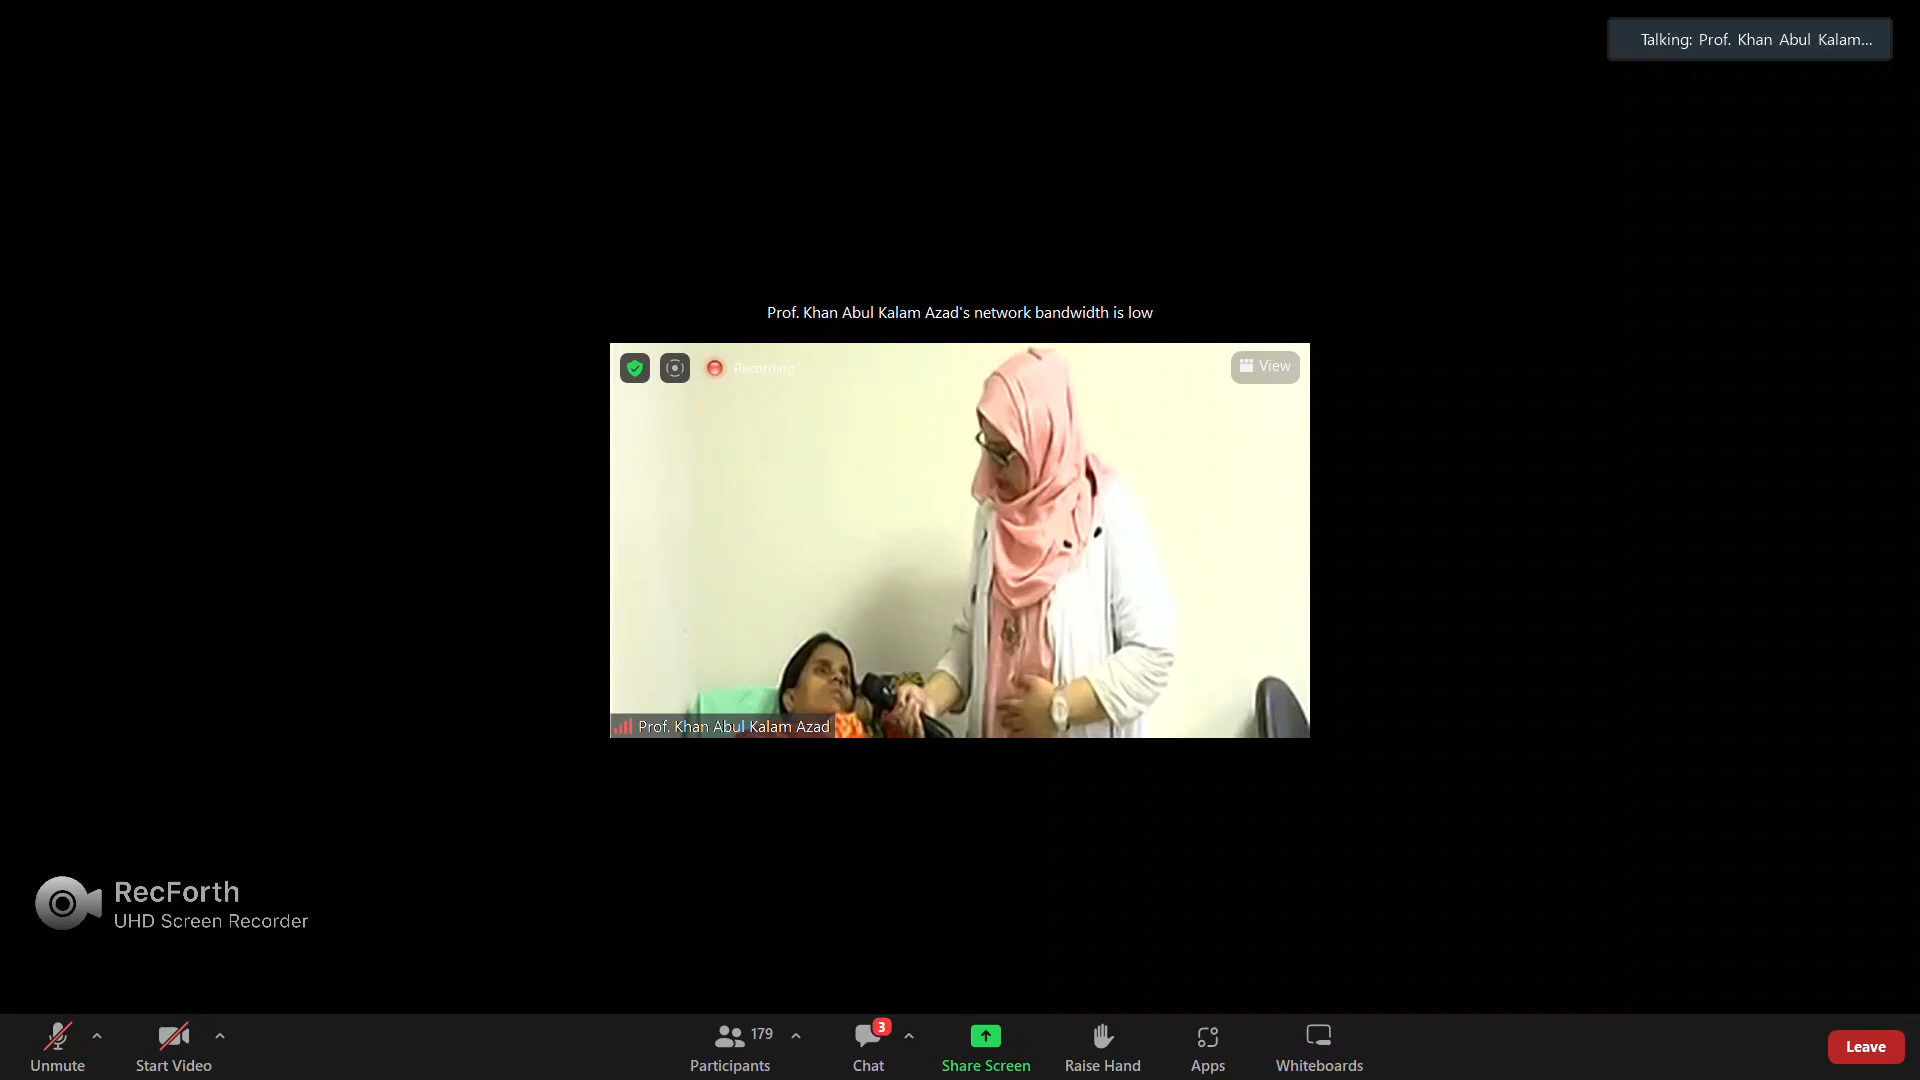 Talking: Prof. Khan Abul Kalam...
Prof. Khan Abul Kalam Azad's network bandwidth is low
Recording
View
Prof. Khan Abul Kalam Azad
RecForth
UHD Screen Recorder
Unmute
Start Video
179
Participants
3
Chat
Share Screen
Raise Hand
Apps
Whiteboards
Leave